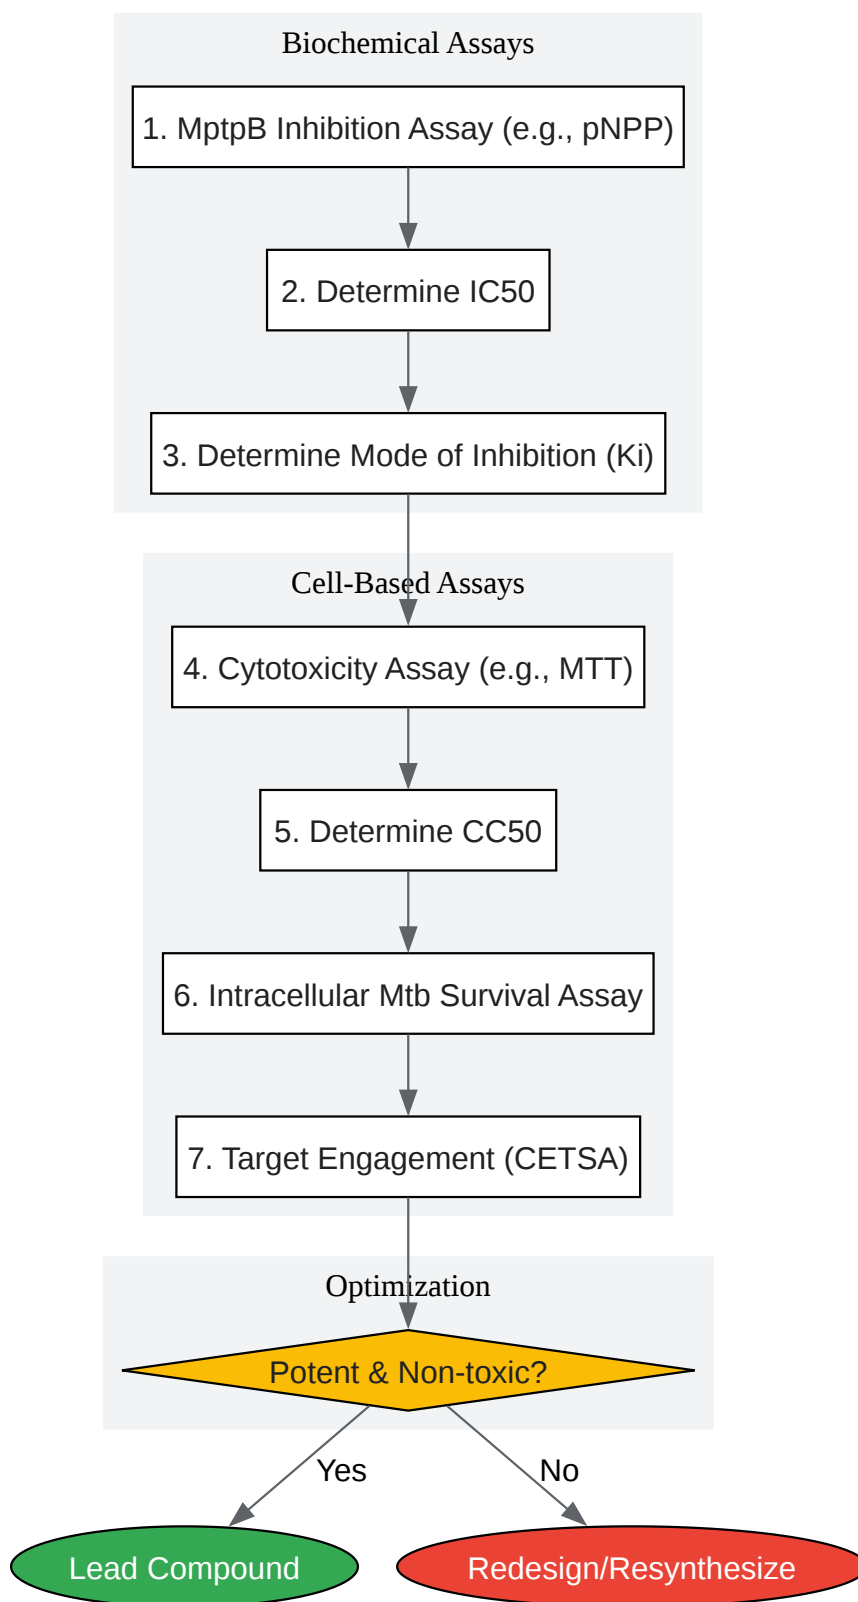 Biochemical Assays
1. MptpB Inhibition Assay (e.g., pNPP)
2. Determine IC50
3. Determine Mode of Inhibition (Ki)
Cell-Based Assays
4. Cytotoxicity Assay (e.g., MTT)
5. Determine CC50
6. Intracellular Mtb Survival Assay
7. Target Engagement (CETSA)
Optimization
Potent & Non-toxic?
Yes
No
Lead Compound
Redesign/Resynthesize